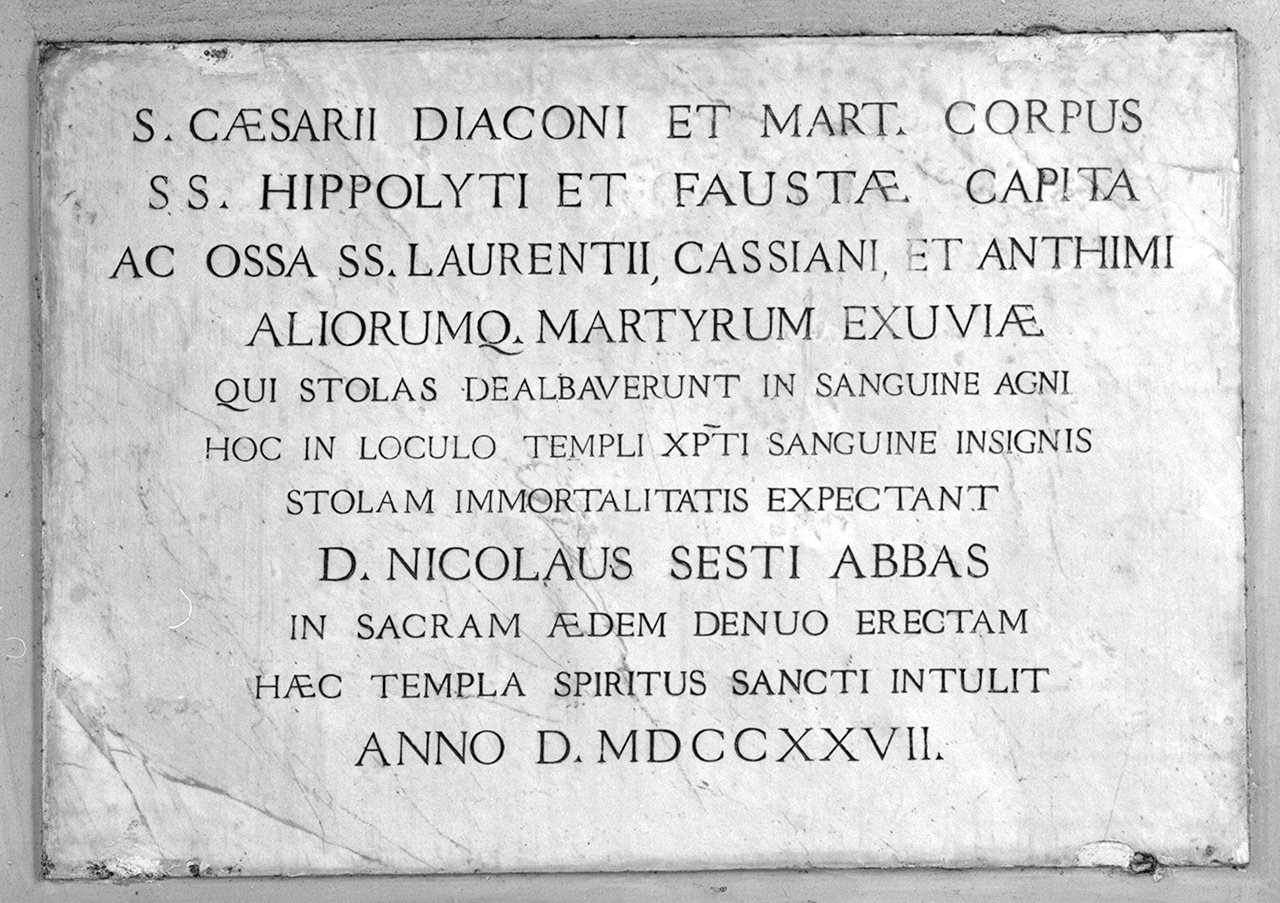 S. CÆSARII DIACONI ET MART. CORPUS
SS. HIPPOLYTI ET FAUSTÆ CAPITA
AC OSSA SS. LAURENTII, CASSIANI, ET ANTHIMI
ALIORUMQ. MARTYRUM EXUVIÆ
QUI STOLAS DEALBAVERUNT IN SANGUINE AGNI
HOC IN LOCULO TEMPLI XP̅TI SANGUINE INSIGNIS
STOLAM IMMORTALITATIS EXPECTANT
D. NICOLAUS SESTI ABBAS
IN SACRAM ÆDEM DENUO ERECTAM
HÆC TEMPLA SPIRITUS SANCTI INTULIT
ANNO D. MDCCXXVII.